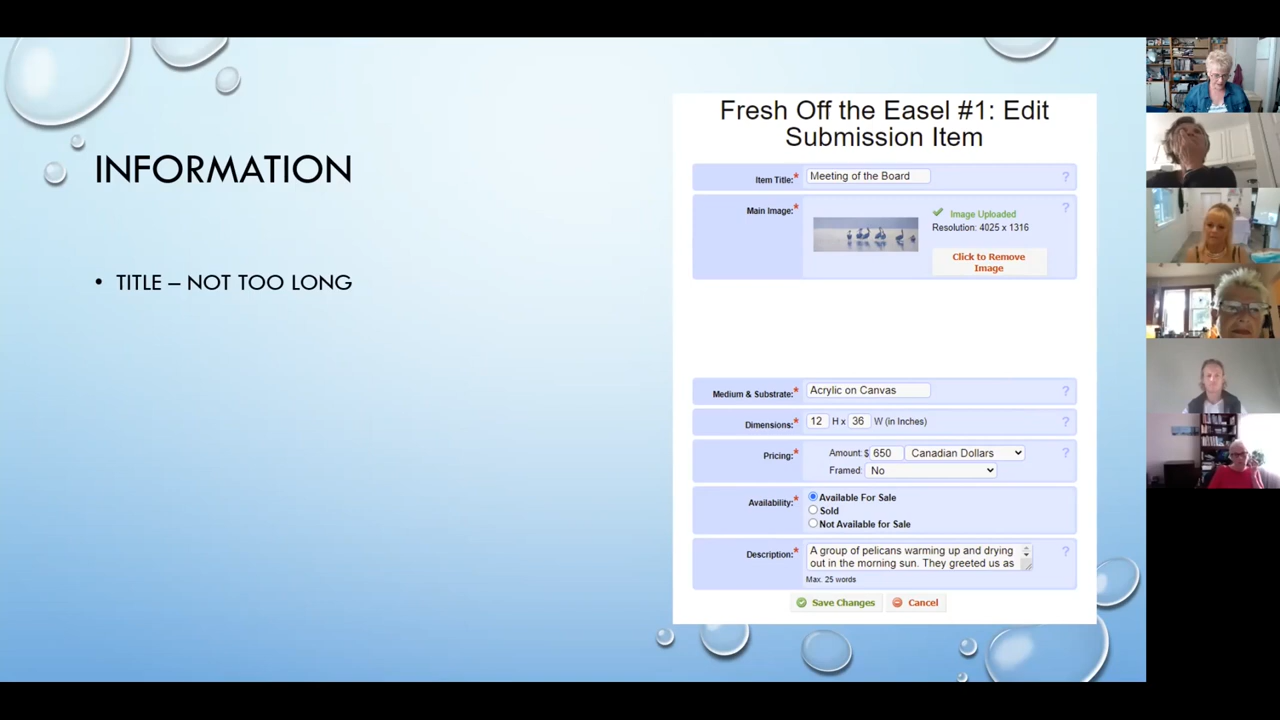 INFORMATION
• TITLE – NOT TOO LONG
Fresh Off the Easel #1: Edit
Submission Item
Item Title:* Meeting of the Board ?
Main Image:* Image Uploaded ?
Resolution: 4025 x 1316
Click to Remove
Image
Medium & Substrate:* Acrylic on Canvas ?
Dimensions:* 12 H x 36 W (in Inches) ?
Pricing:* Amount: $ 650 Canadian Dollars ?
Framed: No
Availability:* Available For Sale
Sold
Not Available for Sale
Description:* A group of pelicans warming up and drying ?
out in the morning sun. They greeted us as
Max. 25 words
Save Changes Cancel